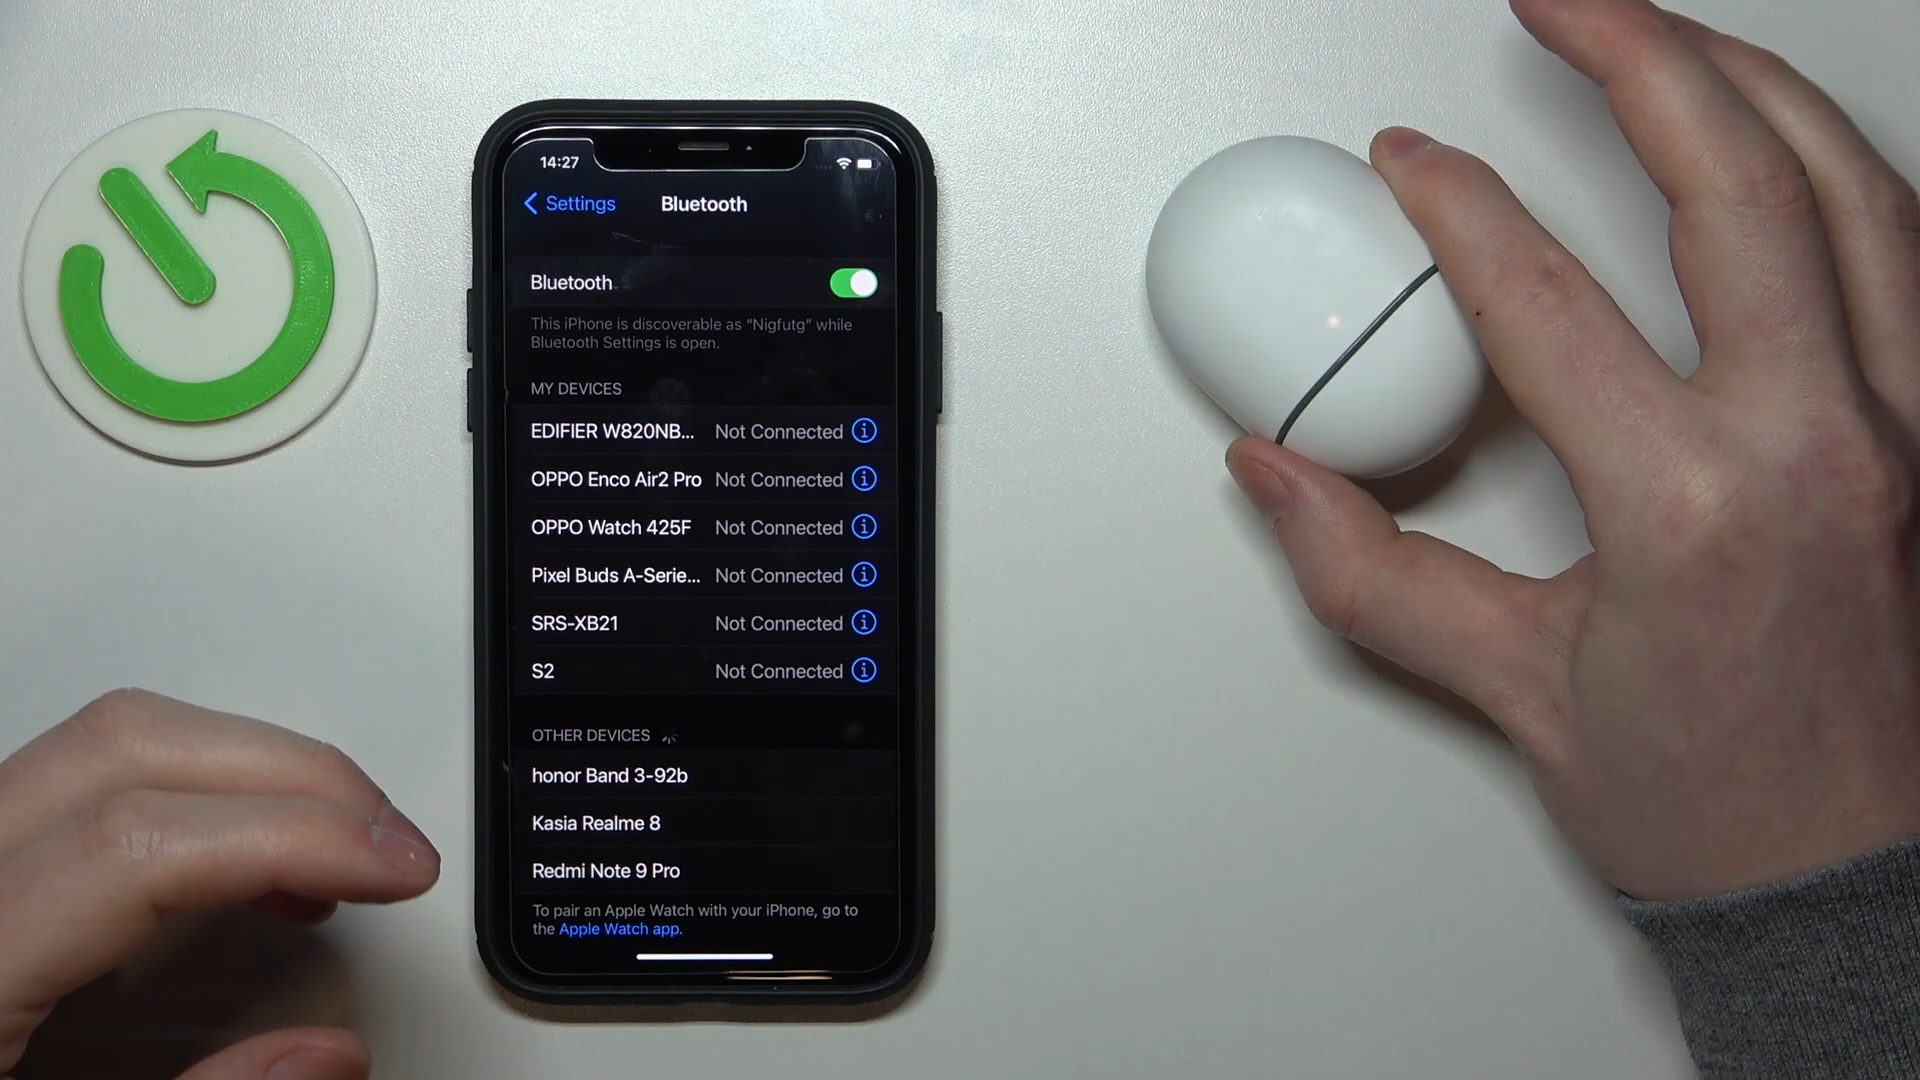 14:27
Settings
Bluetooth
Bluetooth
This iPhone is discoverable as “Nigfutg” while
Bluetooth Settings is open.
MY DEVICES
EDIFIER W820NB... Not Connected
OPPO Enco Air2 Pro Not Connected
OPPO Watch 425F Not Connected
Pixel Buds A-Serie... Not Connected
SRS-XB21 Not Connected
S2 Not Connected
OTHER DEVICES
honor Band 3-92b
Kasia Realme 8
Redmi Note 9 Pro
To pair an Apple Watch with your iPhone, go to
the Apple Watch app.